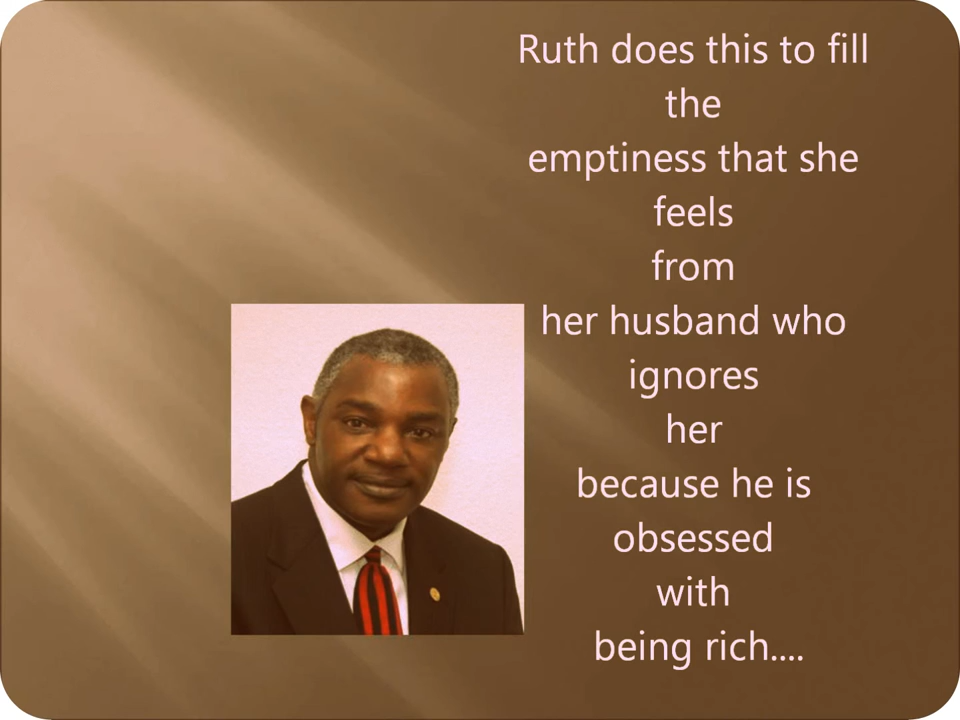 Ruth does this to fill
the
emptiness that she
feels
from
her husband who
ignores
her
because he is
obsessed
with
being rich....